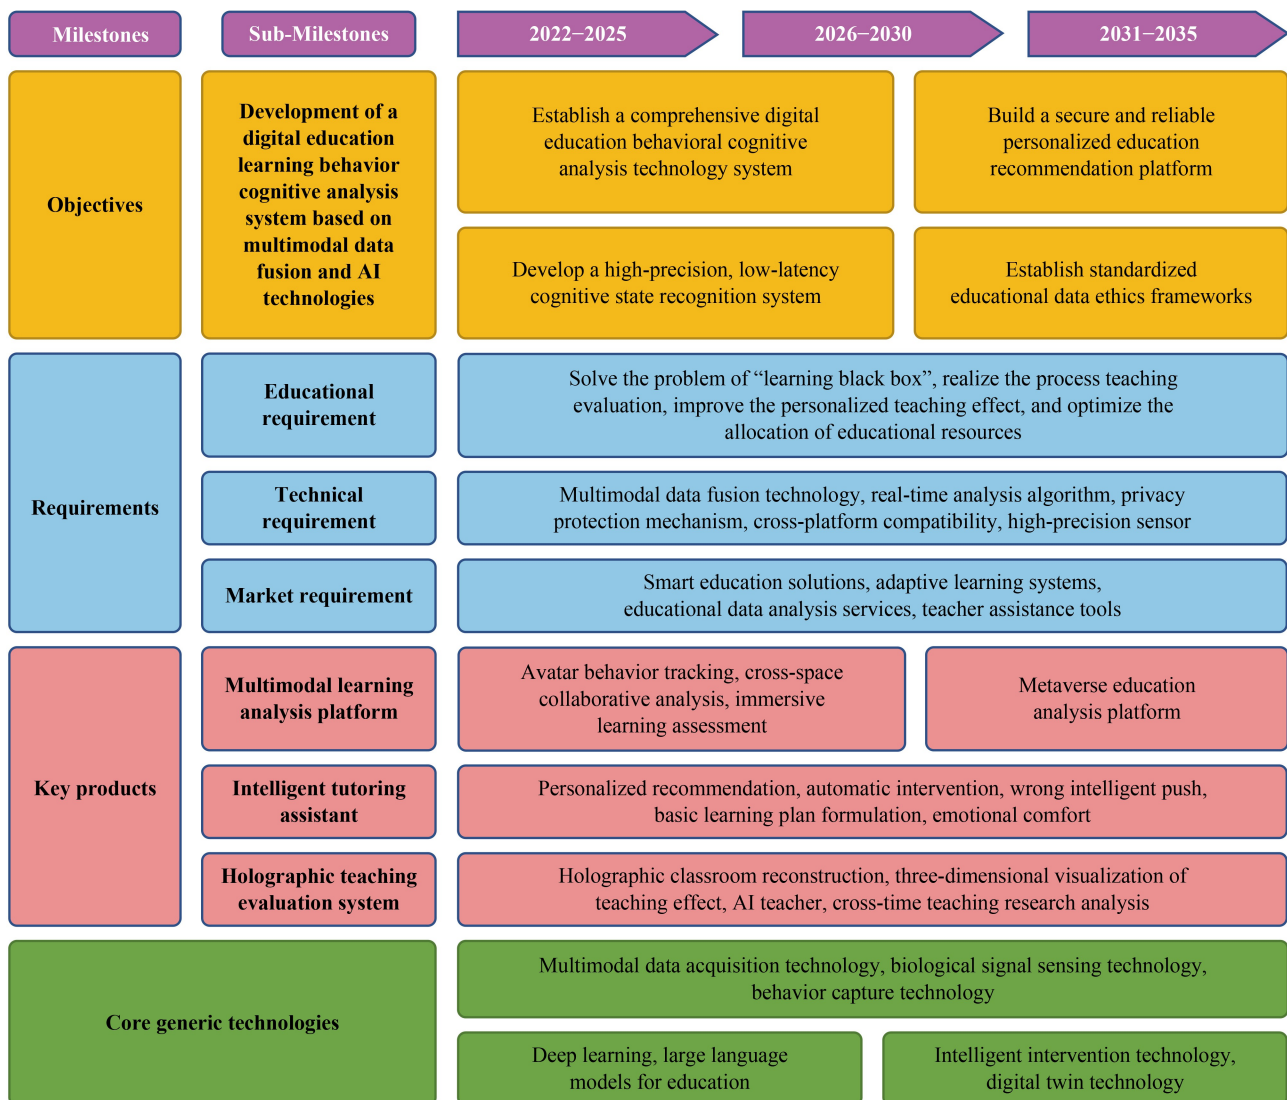 Milestones
Sub-Milestones
2022–2025
2026–2030
2031–2035
Objectives
Development of a
digital education
learning behavior
cognitive analysis
system based on
multimodal data
fusion and AI
technologies
Establish a comprehensive digital
education behavioral cognitive
analysis technology system
Build a secure and reliable
personalized education
recommendation platform
Develop a high-precision, low-latency
cognitive state recognition system
Establish standardized
educational data ethics frameworks
Requirements
Educational
requirement
Solve the problem of “learning black box”, realize the process teaching
evaluation, improve the personalized teaching effect, and optimize the
allocation of educational resources
Technical
requirement
Multimodal data fusion technology, real-time analysis algorithm, privacy
protection mechanism, cross-platform compatibility, high-precision sensor
Market requirement
Smart education solutions, adaptive learning systems,
educational data analysis services, teacher assistance tools
Key products
Multimodal learning
analysis platform
Avatar behavior tracking, cross-space
collaborative analysis, immersive
learning assessment
Metaverse education
analysis platform
Intelligent tutoring
assistant
Personalized recommendation, automatic intervention, wrong intelligent push,
basic learning plan formulation, emotional comfort
Holographic teaching
evaluation system
Holographic classroom reconstruction, three-dimensional visualization of
teaching effect, AI teacher, cross-time teaching research analysis
Core generic technologies
Multimodal data acquisition technology, biological signal sensing technology,
behavior capture technology
Deep learning, large language
models for education
Intelligent intervention technology,
digital twin technology